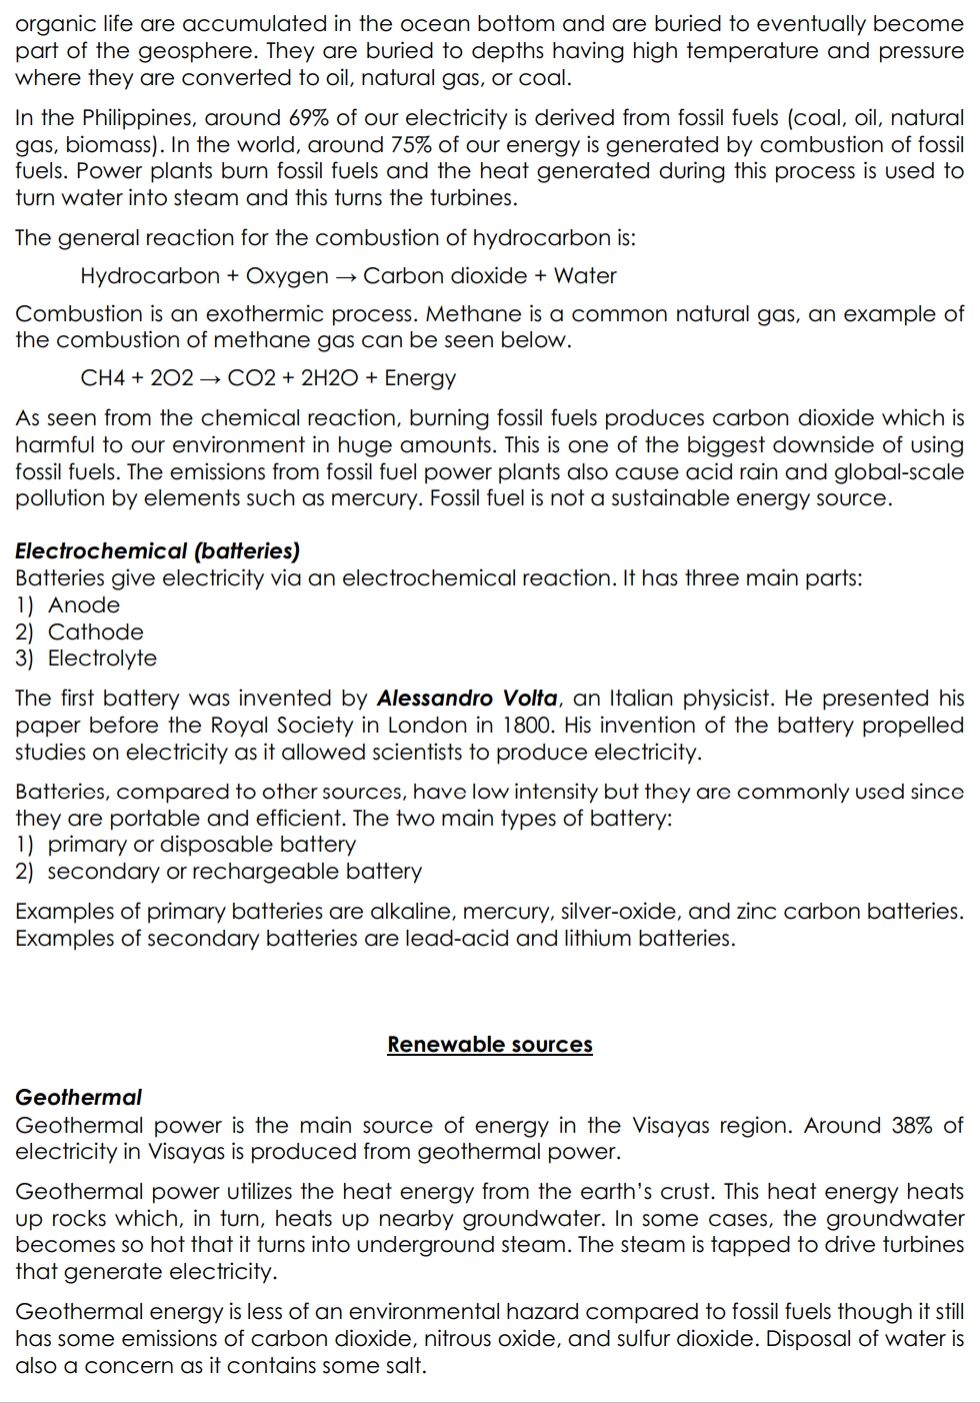 organic life are accumulated in the ocean bottom and are buried to eventually become
part of the geosphere. They are buried to depths having high temperature and pressure
where they are converted to oil, natural gas, or coal.
In the Philippines, around 69% of our electricity is derived from fossil fuels (coal, oil, natural
gas, biomass). In the world, around 75% of our energy is generated by combustion of fossil
fuels. Power plants burn fossil fuels and the heat generated during this process is used to
turn water into steam and this turns the turbines.
The general reaction for the combustion of hydrocarbon is:
Hydrocarbon + Oxygen → Carbon dioxide + Water
Combustion is an exothermic process. Methane is a common natural gas, an example of
the combustion of methane gas can be seen below.
CH4 + 2O2 → CO2 + 2H2O + Energy
As seen from the chemical reaction, burning fossil fuels produces carbon dioxide which is
harmful to our environment in huge amounts. This is one of the biggest downside of using
fossil fuels. The emissions from fossil fuel power plants also cause acid rain and global-scale
pollution by elements such as mercury. Fossil fuel is not a sustainable energy source.
Electrochemical (batteries)
Batteries give electricity via an electrochemical reaction. It has three main parts:
1) Anode
2) Cathode
3) Electrolyte
The first battery was invented by Alessandro Volta, an Italian physicist. He presented his
paper before the Royal Society in London in 1800. His invention of the battery propelled
studies on electricity as it allowed scientists to produce electricity.
Batteries, compared to other sources, have low intensity but they are commonly used since
they are portable and efficient. The two main types of battery:
1) primary or disposable battery
2) secondary or rechargeable battery
Examples of primary batteries are alkaline, mercury, silver-oxide, and zinc carbon batteries.
Examples of secondary batteries are lead-acid and lithium batteries.
Renewable sources
Geothermal
Geothermal power is the main source of energy in the Visayas region. Around 38% of
electricity in Visayas is produced from geothermal power.
Geothermal power utilizes the heat energy from the earth's crust. This heat energy heats
up rocks which, in turn, heats up nearby groundwater. In some cases, the groundwater
becomes so hot that it turns into underground steam. The steam is tapped to drive turbines
that generate electricity.
Geothermal energy is less of an environmental hazard compared to fossil fuels though it still
has some emissions of carbon dioxide, nitrous oxide, and sulfur dioxide. Disposal of water is
also a concern as it contains some salt.